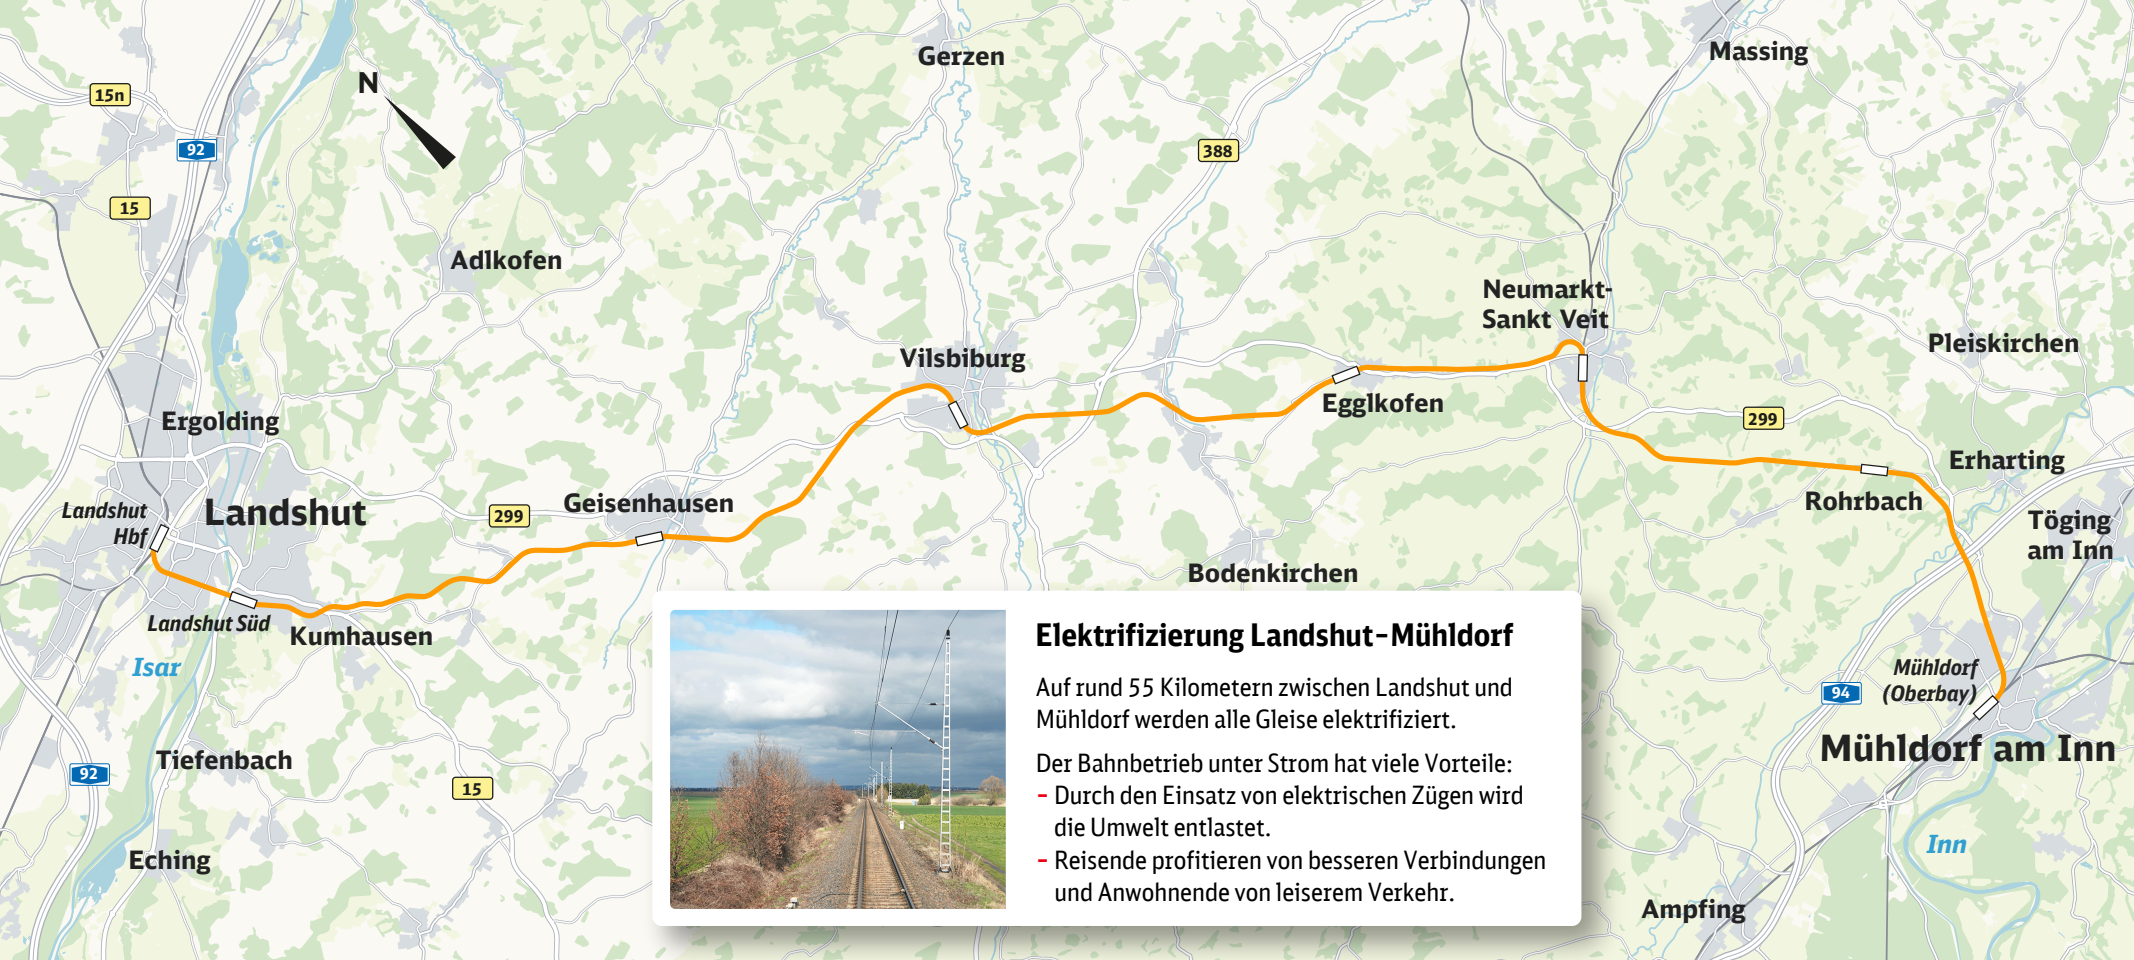 Gerzen
Massing
N
15n
92
388
15
Adlkofen
Neumarkt-
Sankt Veit
Pleiskirchen
Vilsbiburg
Egglkofen
299
Ergolding
Erharting
Landshut
Hbf
Landshut
299
Geisenhausen
Rohrbach
Töging
am Inn
Bodenkirchen
Landshut Süd
Kumhausen
Isar
Mühldorf
(Oberbay)
94
Mühldorf am Inn
Tiefenbach
92
15
Eching
Inn
Ampfing
Elektrifizierung Landshut–Mühldorf
Auf rund 55 Kilometern zwischen Landshut und
Mühldorf werden alle Gleise elektrifiziert.
Der Bahnbetrieb unter Strom hat viele Vorteile:
– Durch den Einsatz von elektrischen Zügen wird
die Umwelt entlastet.
– Reisende profitieren von besseren Verbindungen
und Anwohnende von leiserem Verkehr.